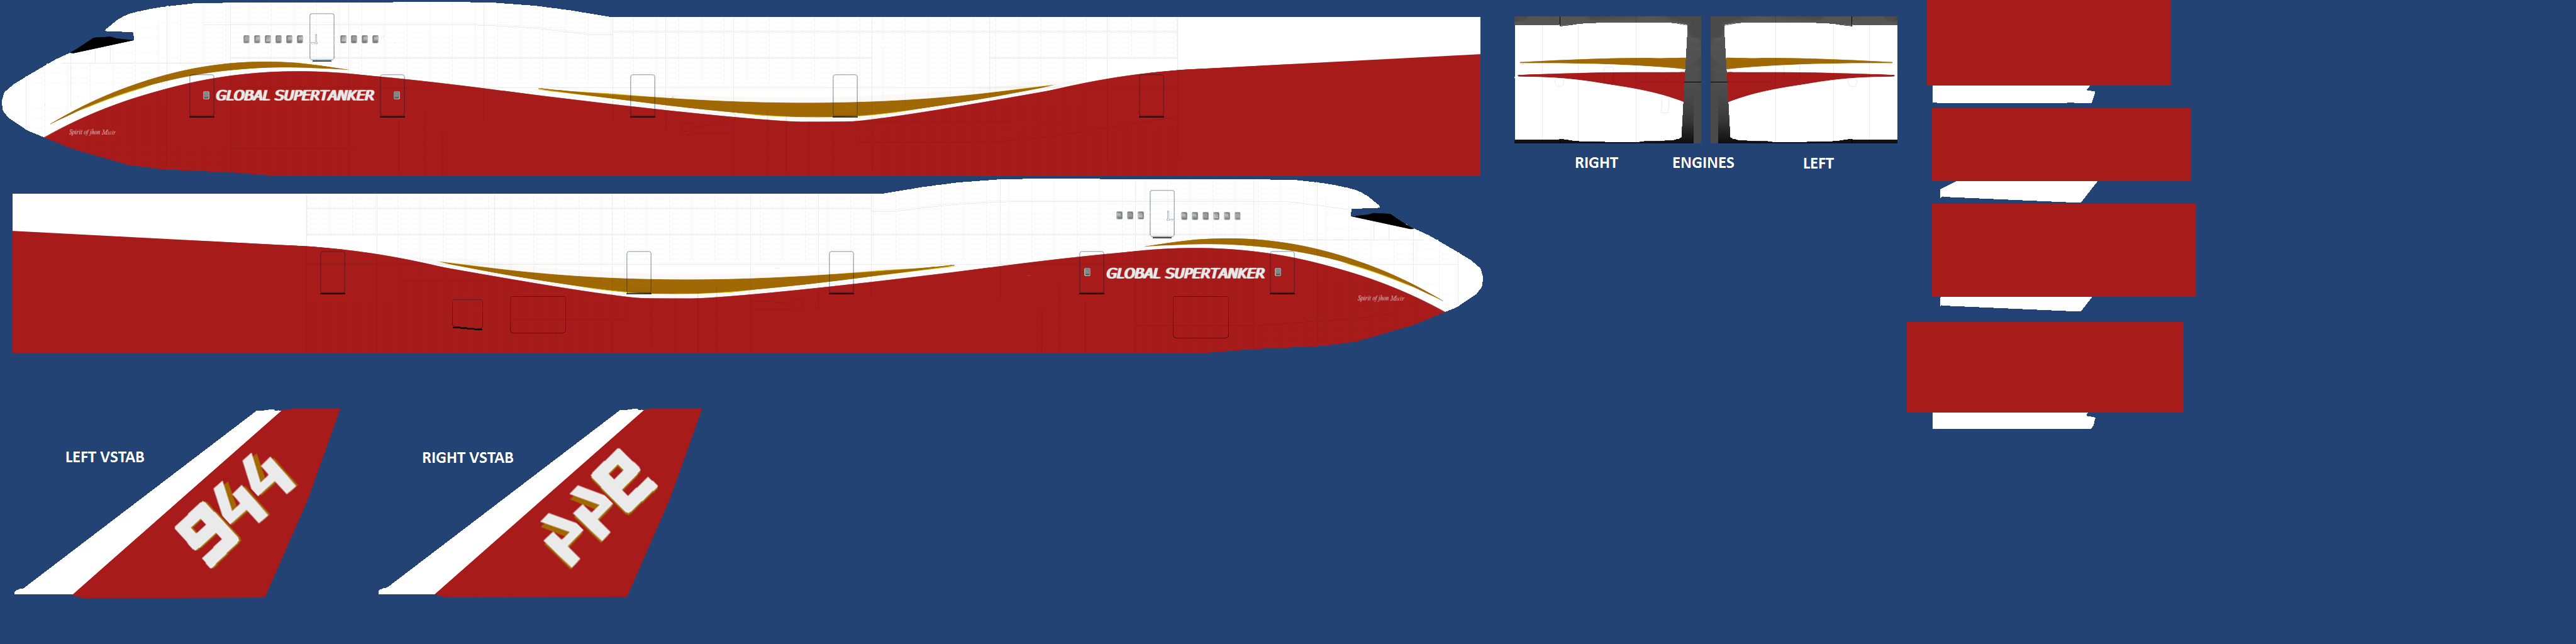 GLOBAL SUPERTANKER
Spirit of jhon Muir
RIGHT ENGINES LEFT
GLOBAL SUPERTANKER
Spirit of jhon Muir
LEFT VSTAB
RIGHT VSTAB
944
944